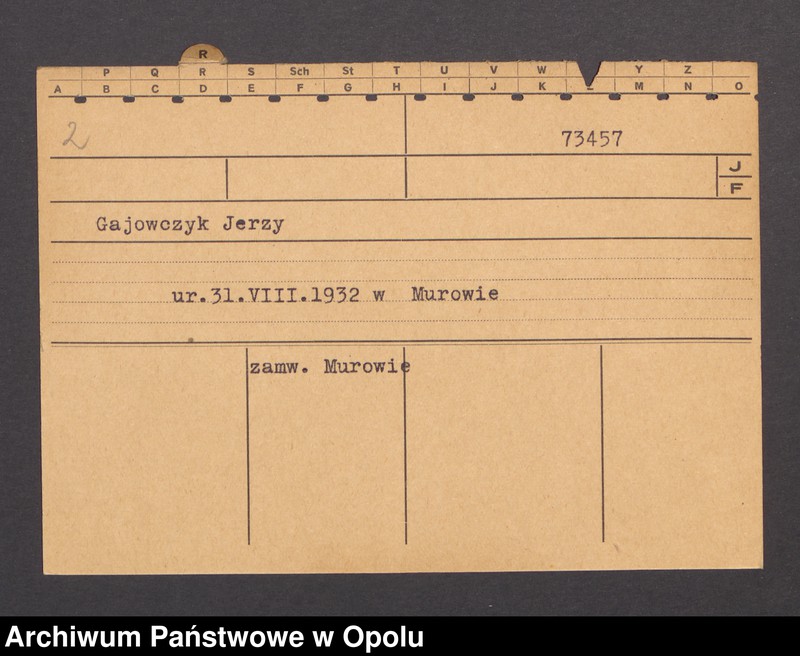 R
P Q R S Sch St T U V W Y Z
A B C D E F G H I J K M N O
2
73457
J
F
Gajowczyk Jerzy
ur.31.VIII.1932 w Murowie
zamw. Murowie
Archiwum Państwowe w Opolu